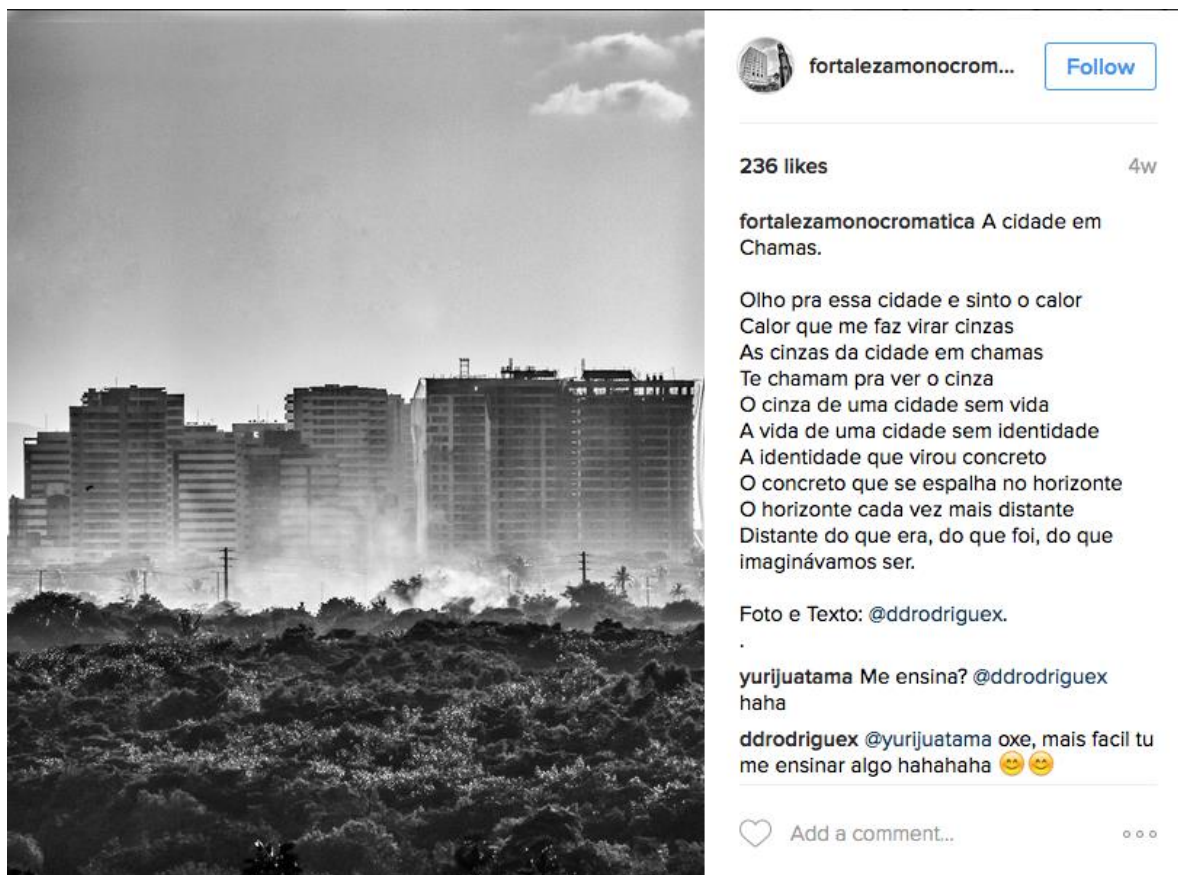 fortalezamonocrom...
Follow
236 likes
4w
fortalezamonocromatica A cidade em
Chamas.
Olho pra essa cidade e sinto o calor
Calor que me faz virar cinzas
As cinzas da cidade em chamas
Te chamam pra ver o cinza
O cinza de uma cidade sem vida
A vida de uma cidade sem identidade
A identidade que virou concreto
O concreto que se espalha no horizonte
O horizonte cada vez mais distante
Distante do que era, do que foi, do que
imaginávamos ser.
Foto e Texto: @ddrodriguex.
.
yurijuatama Me ensina? @ddrodriguex
haha
ddrodriguex @yurijuatama oxe, mais facil tu
me ensinar algo hahahaha 😊😊
Add a comment...